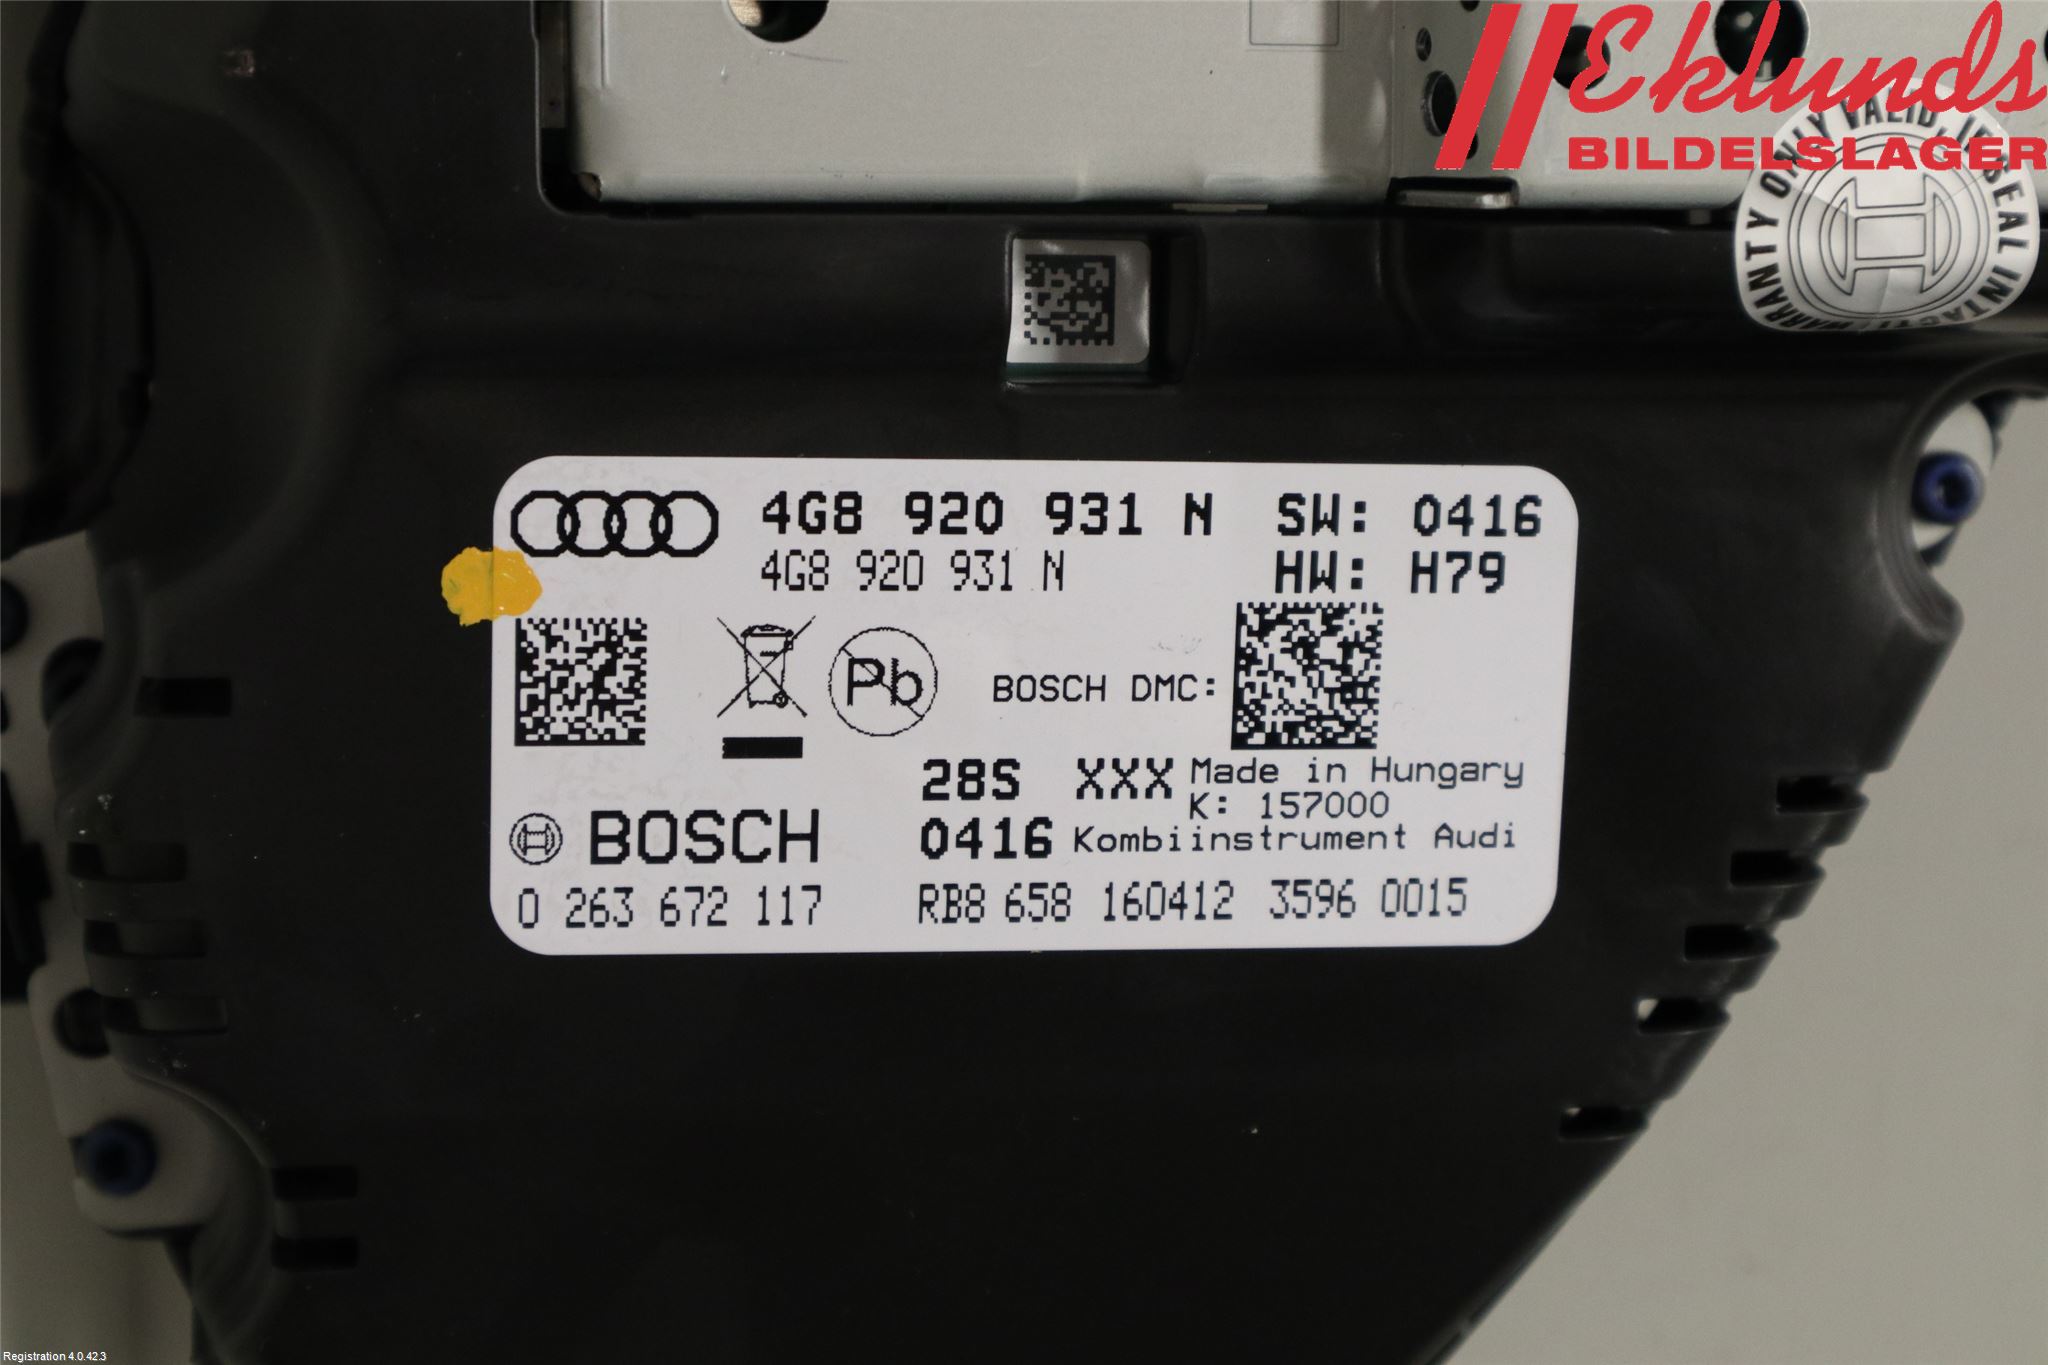 Eklunds
BILDELSLAGER
WARRANTY ONLY VALID, IF SEAL INTACT!
4G8 920 931 N SW: 0416
4G8 920 931 N HW: H79
Pb
BOSCH DMC:
28S XXX Made in Hungary
K: 157000
BOSCH 0416 Kombiinstrument Audi
0 263 672 117 RB8 658 160412 3596 0015
Registration 4.0.42.3